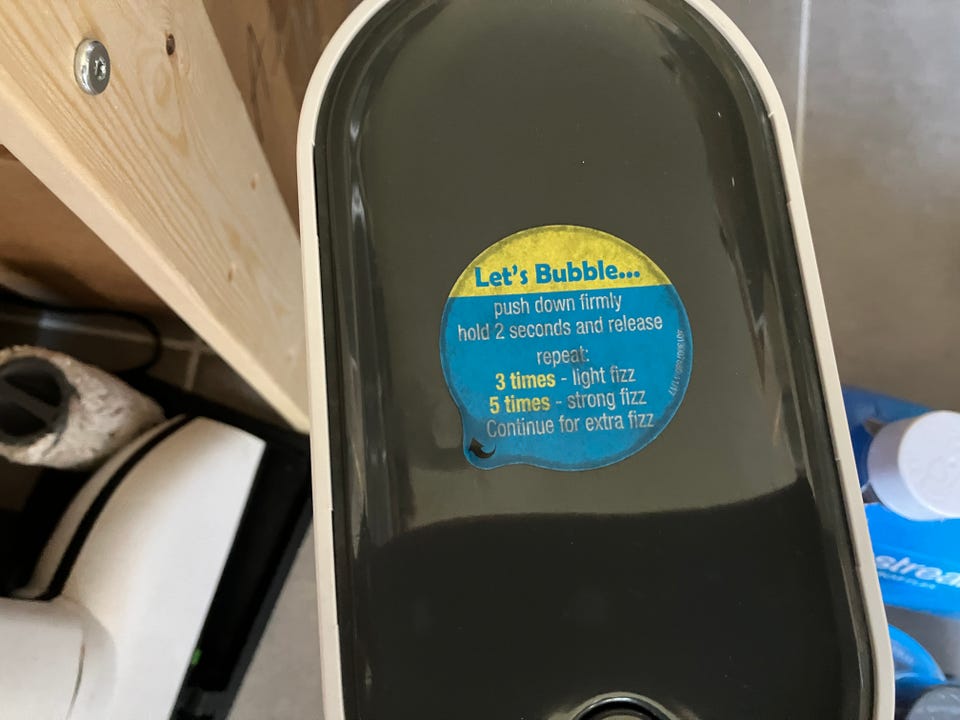 Let's Bubble...
push down firmly
hold 2 seconds and release
repeat:
3 times - light fizz
5 times - strong fizz
Continue for extra fizz